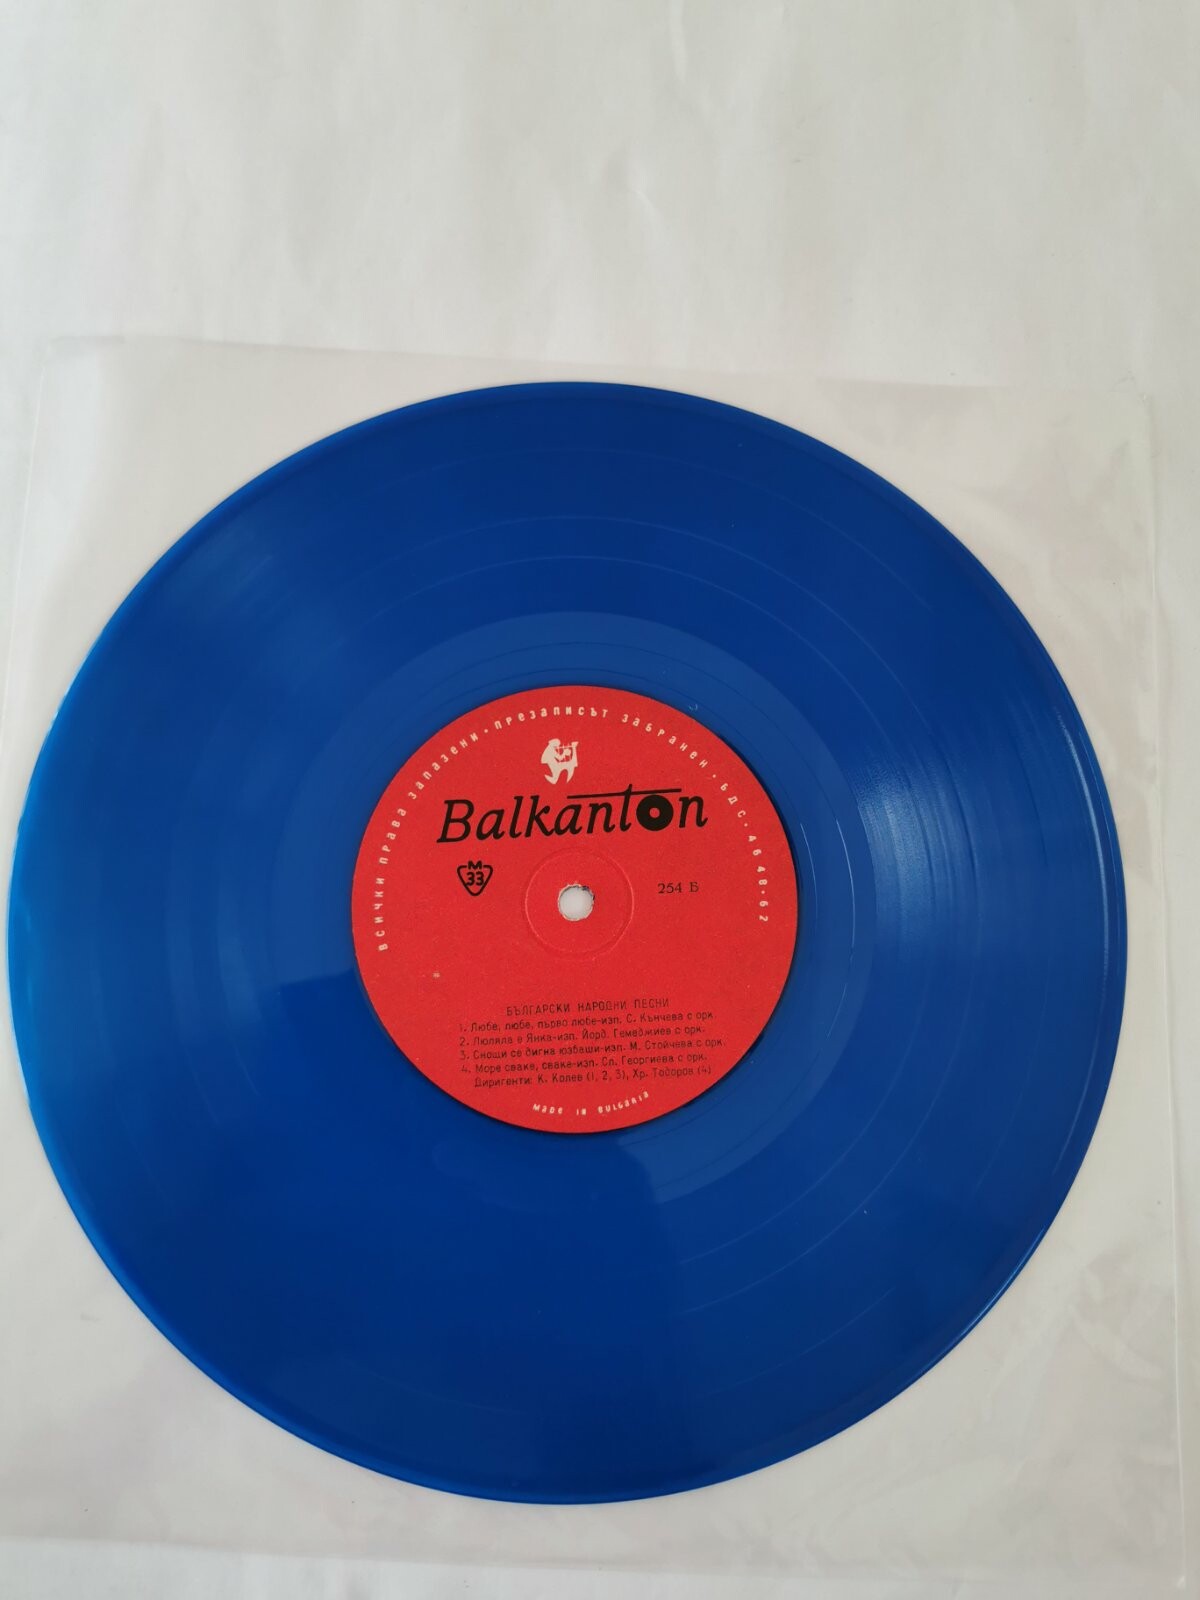 Всички права запазени · презаписът забранен · БДС · 4648 · 62
Balkanton
M
33
254 Б
БЪЛГАРСКИ НАРОДНИ ПЕСНИ
1. Любе, любе, първо любе-изп. С. Кънчева с орк.
2. Люляла е Янка-изп. Йорд. Гемеджиев с орк.
3. Снощи се дигна юзбаши-изп. М. Стойчева с орк.
4. Море сваке, сваке-изп. Сл. Георгиева с орк.
Диригенти: К. Колев (1, 2, 3), Хр. Тодоров (4)
MADE IN BULGARIA